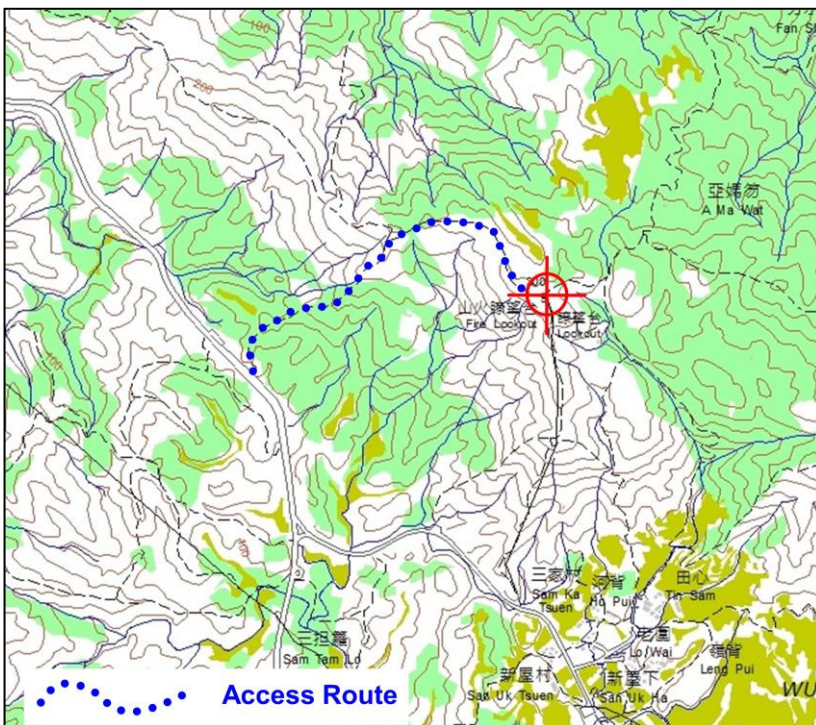 100
Fan S
200
亞媽笏
A Ma Wat
山火瞭望台
Fire Lookout
瞭望台
Lookout
100
三家村
Sam Ka
Tsuen
河背
Ho Pui
田心
Tin Sam
三担籮
Sam Tam Lo
老圍
Lo Wai
嶺背
Leng Pui
新屋村
San Uk Tsuen
新屋下
San Uk Ha
WU
Access Route